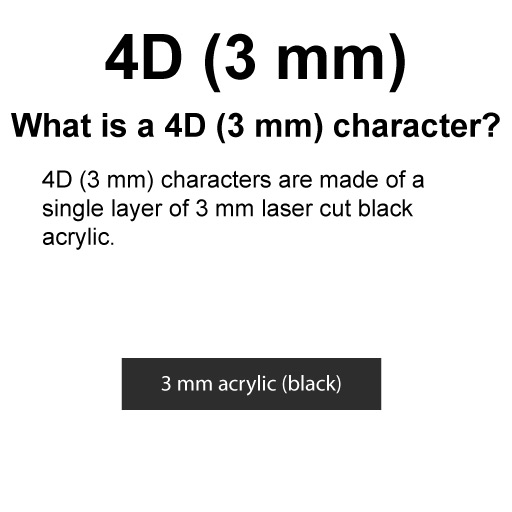 4D (3 mm)
What is a 4D (3 mm) character?
4D (3 mm) characters are made of a
single layer of 3 mm laser cut black
acrylic.
3 mm acrylic (black)